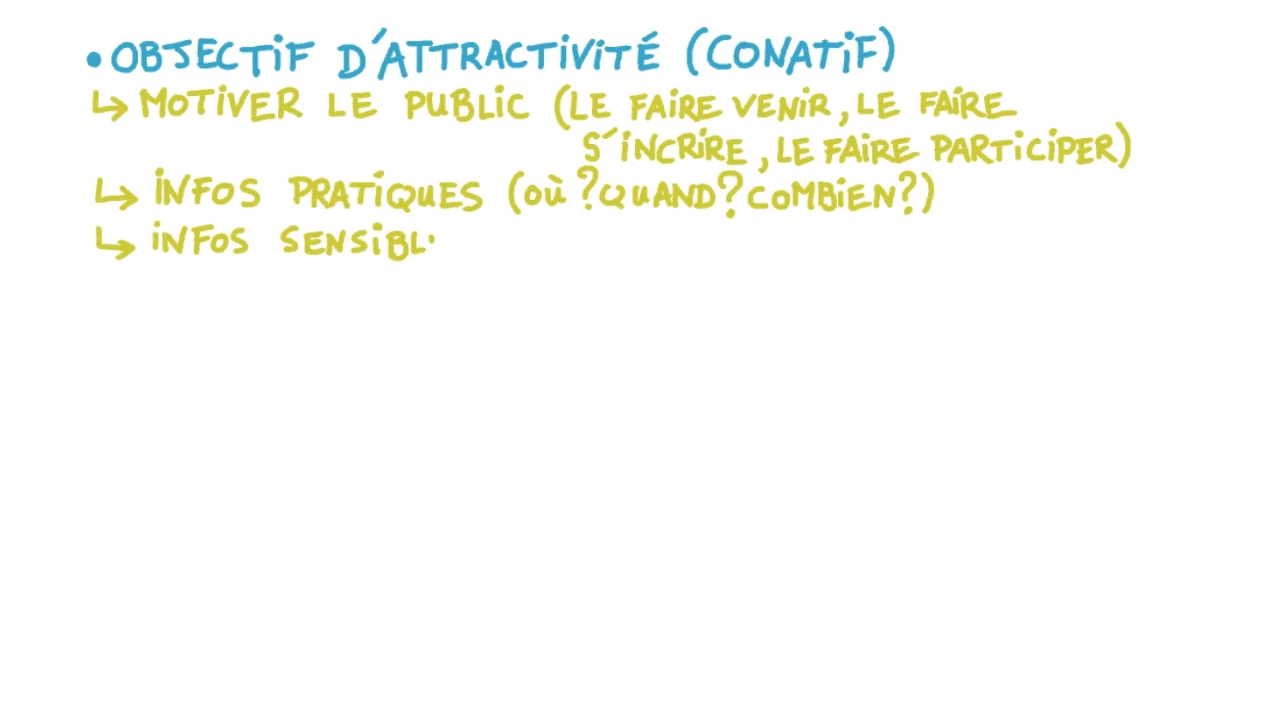 • OBJECTIF D'ATTRACTIVITÉ (CONATIF)
↳ MOTIVER LE PUBLIC (LE FAIRE VENIR, LE FAIRE
S'INCRIRE, LE FAIRE PARTICIPER)
↳ INFOS PRATIQUES (OÙ ? QUAND ? COMBIEN ?)
↳ INFOS SENSIBL